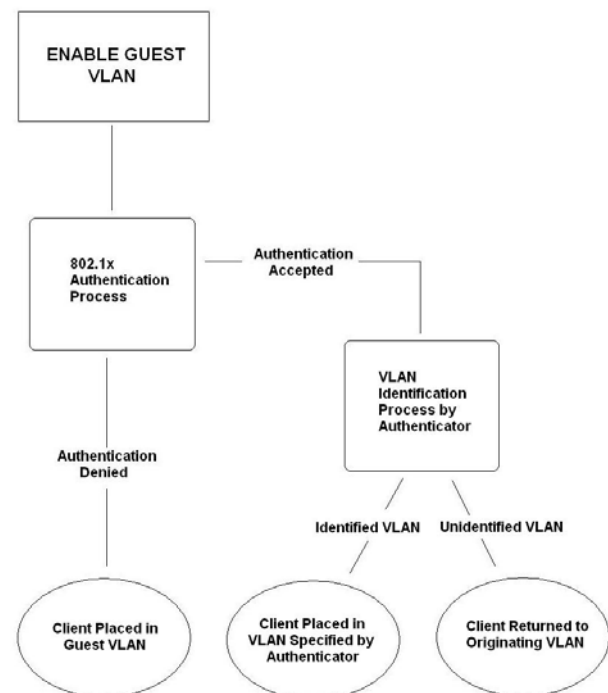 ENABLE GUEST
VLAN
802.1x
Authentication
Process
Authentication
Accepted
VLAN
Identification
Process by
Authenticator
Authentication
Denied
Identified VLAN
Unidentified VLAN
Client Placed in
Guest VLAN
Client Placed in
VLAN Specified by
Authenticator
Client Returned to
Originating VLAN